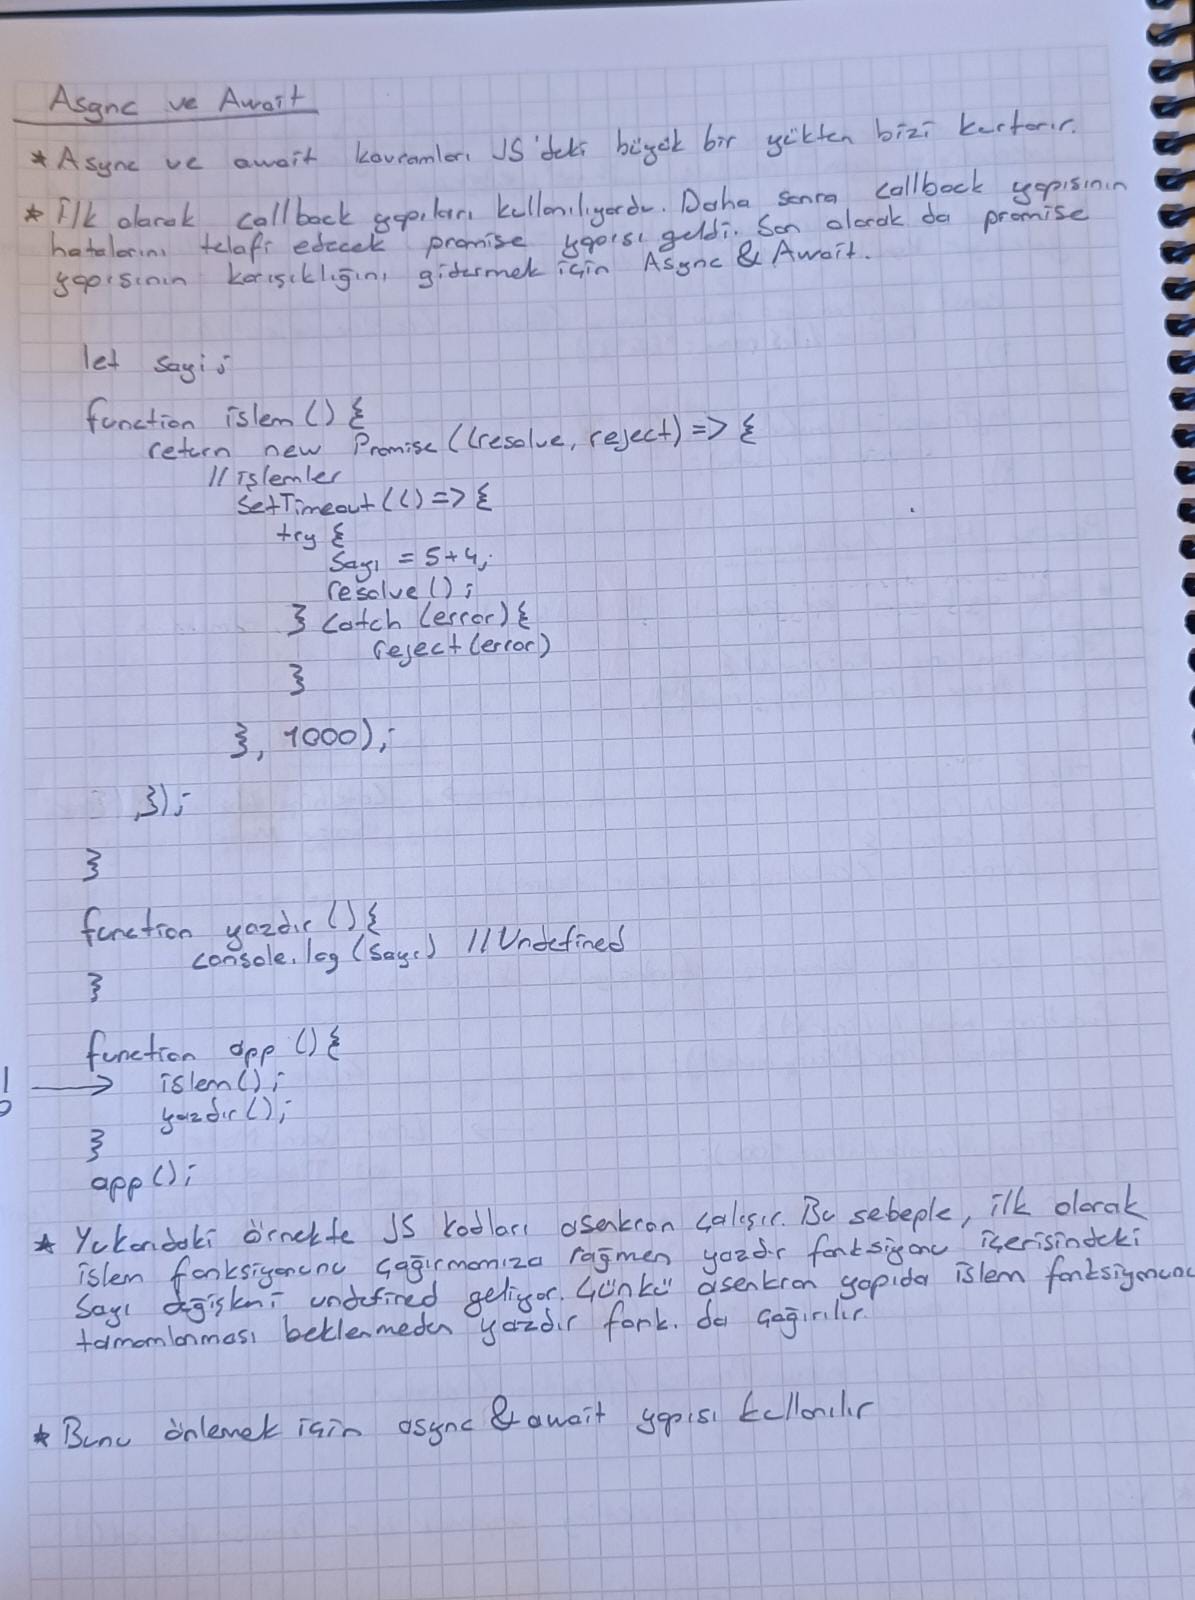 Async ve Await
* Async ve await kavramları JS'deki büyük bir yükten bizi kurtarır.
* İlk olarak callback yapıları kullanılıyordu. Daha sonra callback yapısının
hatalarını telafi edecek promise yapısı geldi. Son olarak da promise
yapısının karışıklığını gidermek için Async & Await.
let sayi;
function islem () {
return new Promise ((resolve, reject) => {
// işlemler
SetTimeout (() => {
try {
Sayı = 5+4;
resolve () ;
} catch (error) {
reject (error)
}
}, 1000);
});
}
function yazdır () {
console.log (Sayı) // Undefined
}
function app () {
! → islem () ;
yazdır () ;
}
app () ;
* Yukarıdaki örnekte JS kodları asenkron çalışır. Bu sebeple, ilk olarak
islem fonksiyonunu çağırmamıza rağmen yazdır fonksiyonu içerisindeki
Sayı değişkeni undefined geliyor. Çünkü asenkron yapıda islem fonksiyonunu
tamamlanması beklenmeden yazdır fonk. da çağırılır.
* Bunu önlemek için async & await yapısı kullanılır